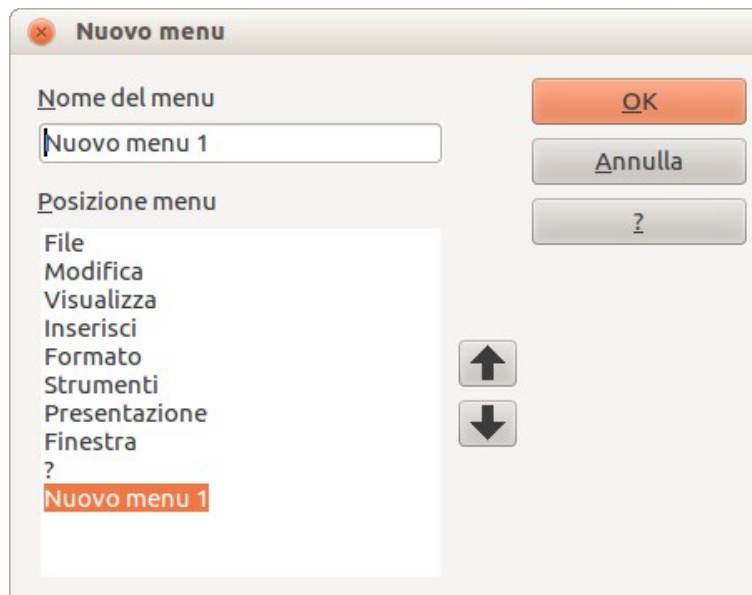 Nuovo menu
Nome del menu
Nuovo menu 1
Posizione menu
File
Modifica
Visualizza
Inserisci
Formato
Strumenti
Presentazione
Finestra
?
Nuovo menu 1
OK
Annulla
?